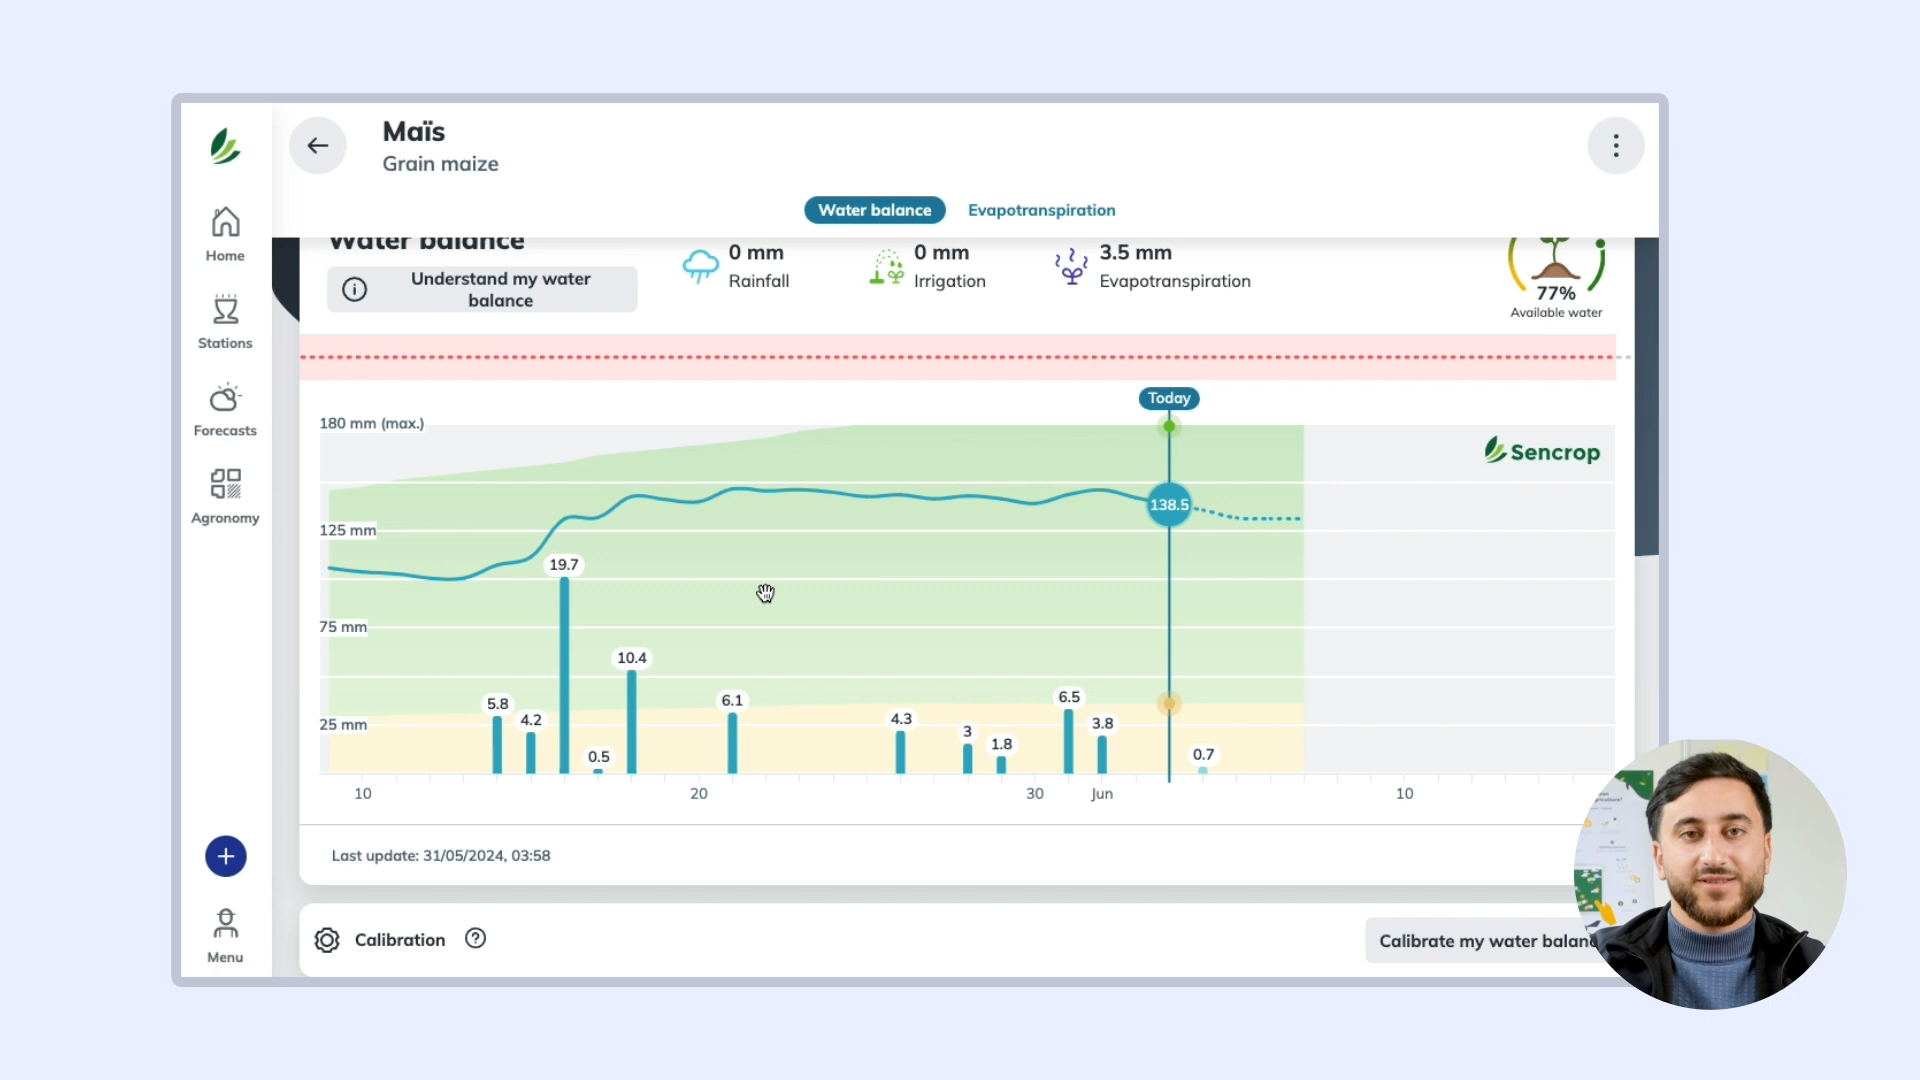 Maïs
Grain maize
Water balance
Evapotranspiration
Home
Stations
Forecasts
Agronomy
Menu
Water balance
Understand my water
balance
0 mm
Rainfall
0 mm
Irrigation
3.5 mm
Evapotranspiration
77%
Available water
Today
180 mm (max.)
Sencrop
138.5
125 mm
19.7
75 mm
10.4
5.8
4.2
0.5
6.1
4.3
3
1.8
6.5
3.8
0.7
25 mm
10
20
30
Jun
10
Last update: 31/05/2024, 03:58
Calibration
Calibrate my water balanc